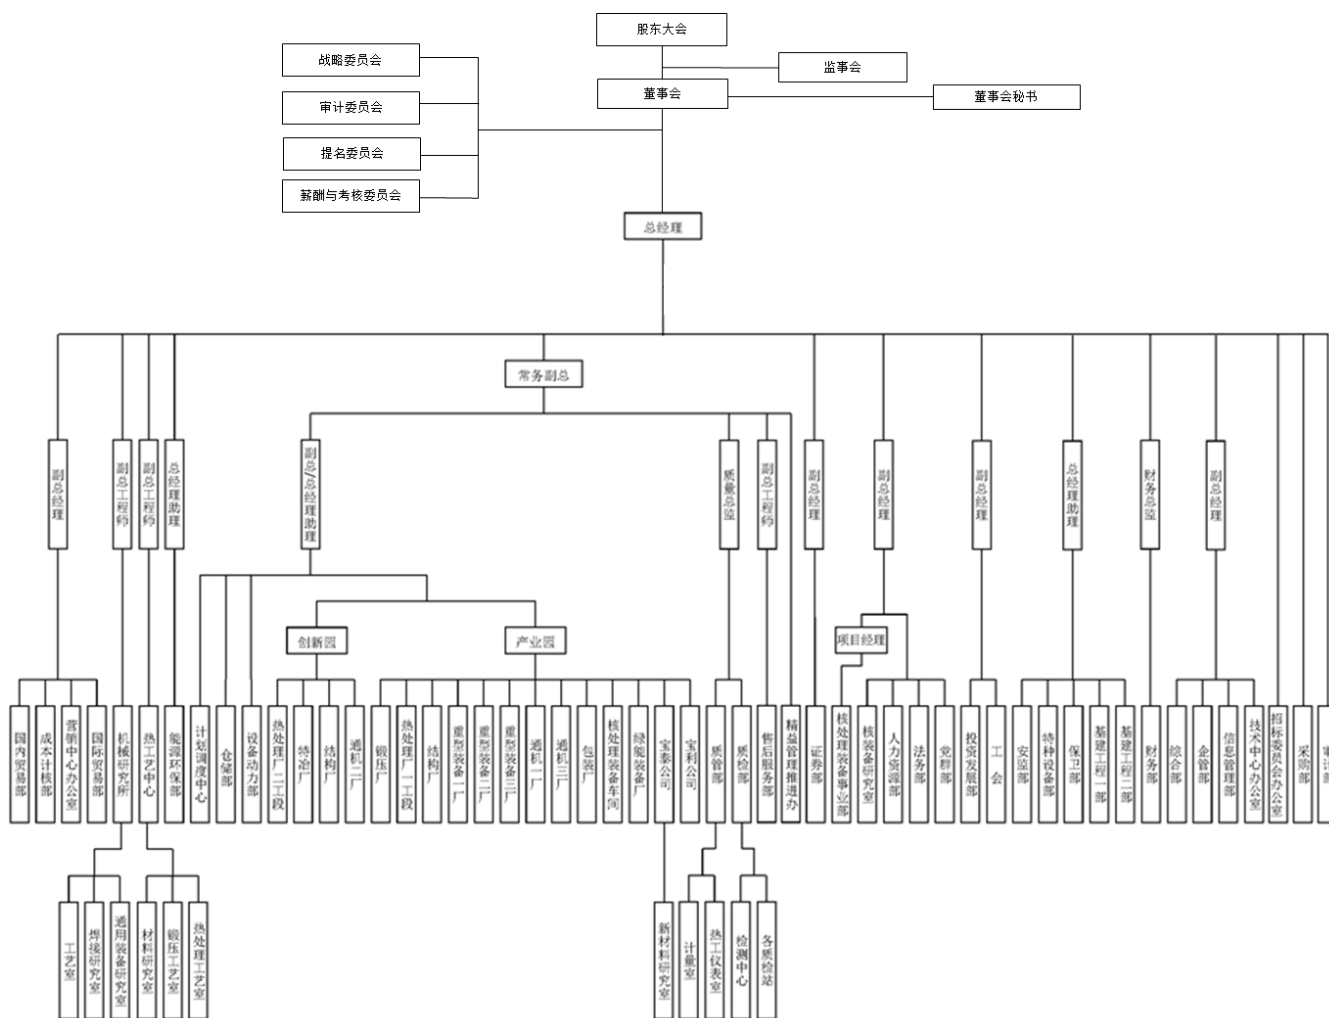 股东大会
战略委员会
监事会
董事会
董事会秘书
审计委员会
提名委员会
薪酬与考核委员会
总经理
常务副总
副总经理
副总工程师
副总工程师
总经理助理
副总/总经理助理
质量总监
副总工程师
副总经理
副总经理
副总经理
总经理助理
财务总监
副总经理
创新园
产业园
项目经理
国内贸易部
成本计核部
营销中心办公室
国际贸易部
机械研究所
热工艺中心
能源环保部
计划调度中心
仓储部
设备动力部
热处理厂二工段
特冶厂
结构厂
通机二厂
锻压厂
热处理厂一工段
结构厂
重型装备一厂
重型装备二厂
重型装备三厂
通机一厂
通机三厂
包装厂
核处理装备车间
绿能装备厂
宝泰公司
宝利公司
质管部
质检部
售后服务部
精益管理推进办
证券部
核处理装备事业部
核装备研究室
人力资源部
法务部
党群部
投资发展部
工会
安监部
特种设备部
保卫部
基建工程一部
基建工程二部
财务部
综合部
企管部
信息管理部
技术中心办公室
招标委员会办公室
采购部
工艺室
焊接研究室
通用装备研究室
材料研究室
锻压工艺室
热处理工艺室
新材料研究室
计量室
热工仪表室
检测中心
各质检站